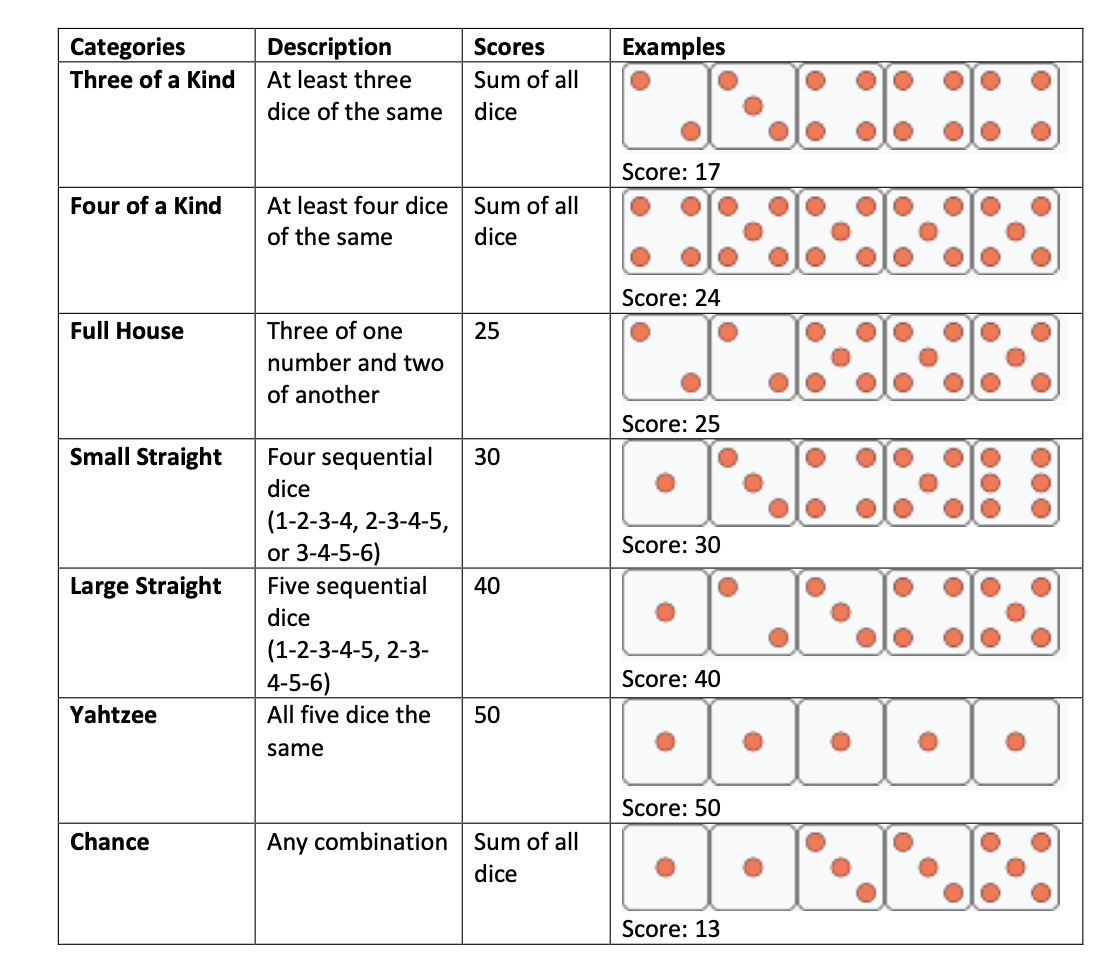 Categories Description Scores Examples
Three of a Kind At least three Sum of all
dice of the same dice
Score: 17
Four of a Kind At least four dice Sum of all
of the same dice
Score: 24
Full House Three of one 25
number and two
of another
Score: 25
Small Straight Four sequential 30
dice
(1-2-3-4, 2-3-4-5,
or 3-4-5-6)
Score: 30
Large Straight Five sequential 40
dice
(1-2-3-4-5, 2-3-
4-5-6)
Score: 40
Yahtzee All five dice the 50
same
Score: 50
Chance Any combination Sum of all
dice
Score: 13